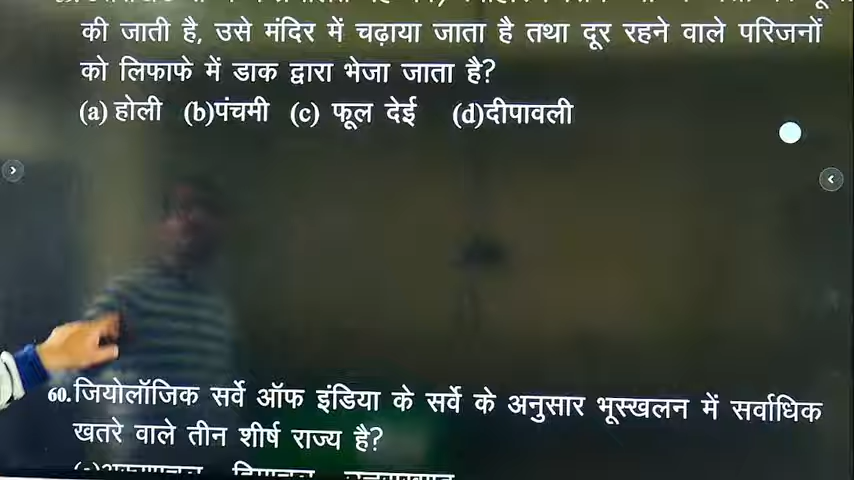 की जाती है, उसे मंदिर में चढ़ाया जाता है तथा दूर रहने वाले परिजनों
को लिफाफे में डाक द्वारा भेजा जाता है?
(a) होली (b)पंचमी (c) फूल देई (d)दीपावली
60.जियोलॉजिक सर्वे ऑफ इंडिया के सर्वे के अनुसार भूस्खलन में सर्वाधिक
खतरे वाले तीन शीर्ष राज्य है?